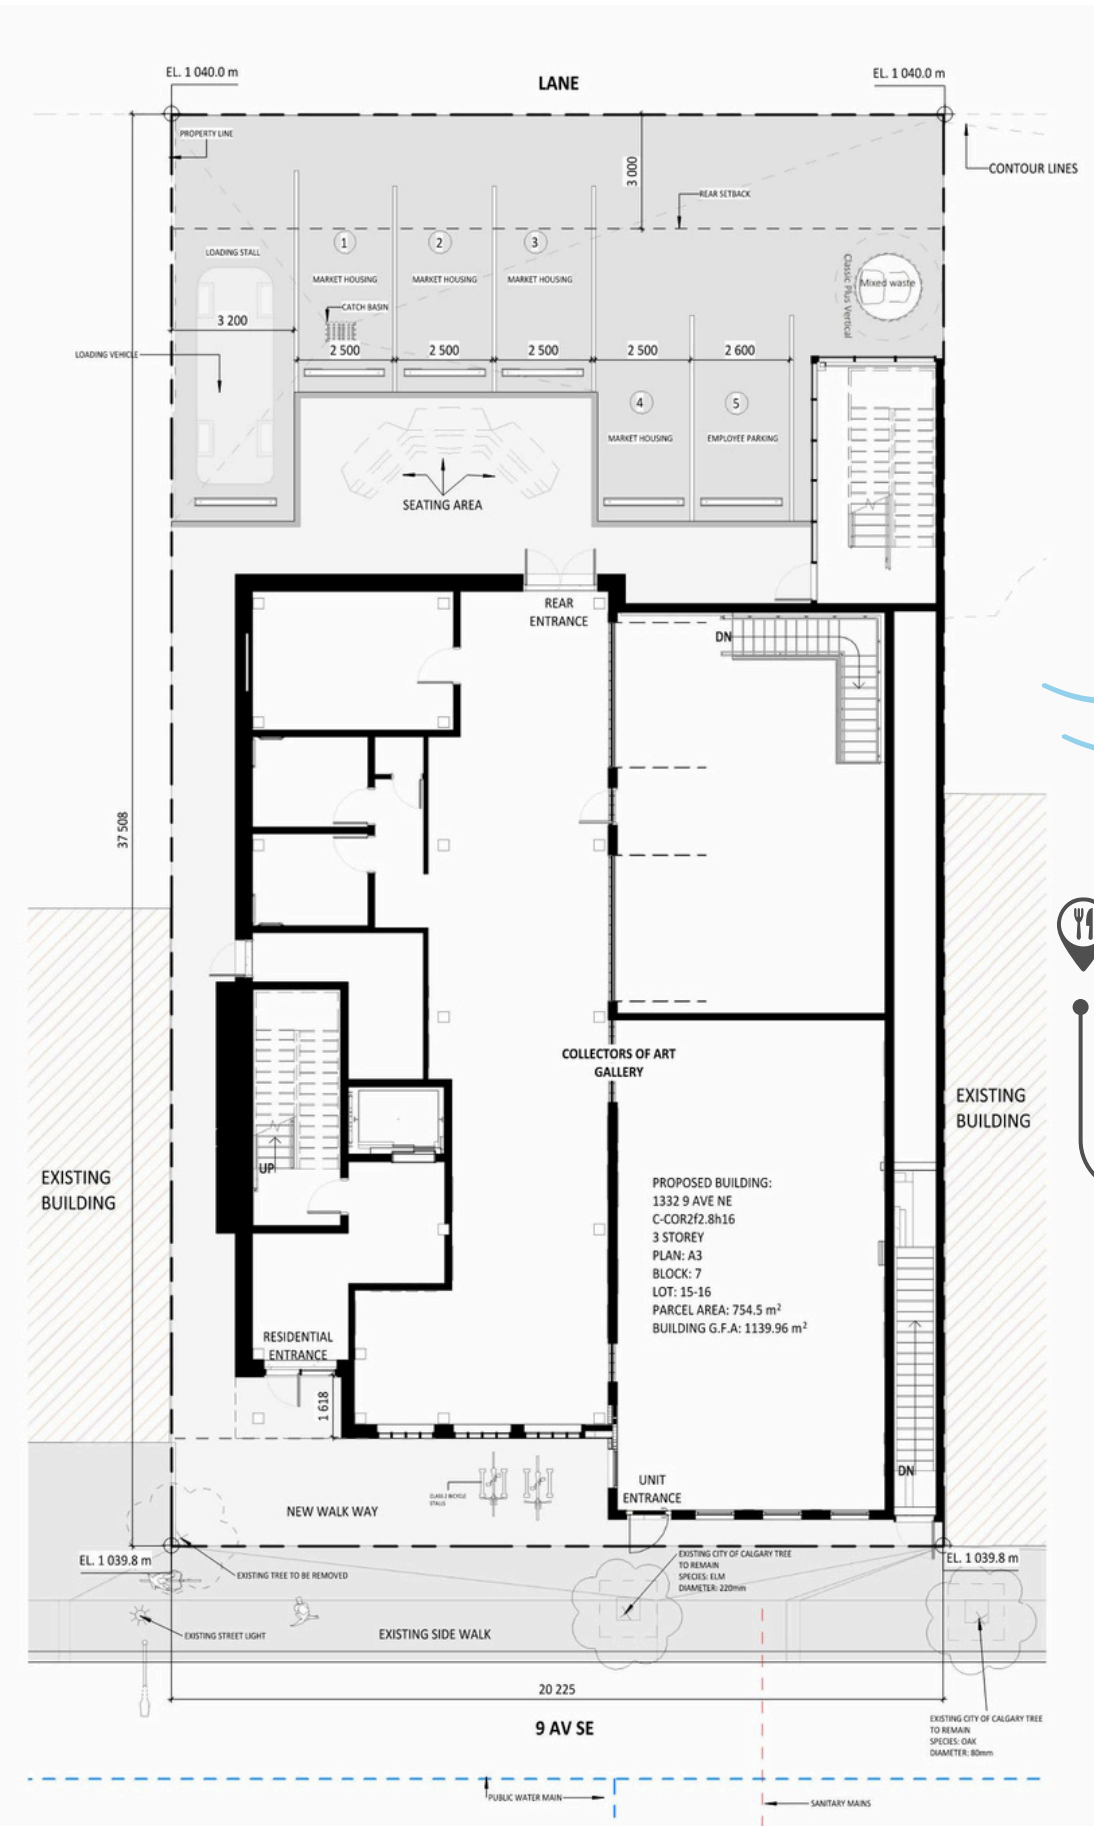 EL. 1 040.0 m
LANE
EL. 1 040.0 m
PROPERTY LINE
3 000
CONTOUR LINES
REAR SETBACK
1
2
3
LOADING STALL
MARKET HOUSING
MARKET HOUSING
MARKET HOUSING
Classic Plus Vertical
Mixed waste
CATCH BASIN
3 200
LOADING VEHICLE
2 500
2 500
2 500
2 500
2 600
4
5
MARKET HOUSING
EMPLOYEE PARKING
SEATING AREA
REAR
ENTRANCE
DN
37 508
COLLECTORS OF ART
GALLERY
EXISTING
BUILDING
EXISTING
BUILDING
UP
PROPOSED BUILDING:
1332 9 AVE NE
C-COR2f2.8h16
3 STOREY
PLAN: A3
BLOCK: 7
LOT: 15-16
PARCEL AREA: 754.5 m²
BUILDING G.F.A: 1139.96 m²
RESIDENTIAL
ENTRANCE
1 618
DN
UNIT
ENTRANCE
CLASS 2 BICYCLE
STALLS
NEW WALK WAY
EL. 1 039.8 m
EXISTING TREE TO BE REMOVED
EXISTING CITY OF CALGARY TREE
TO REMAIN
SPECIES: ELM
DIAMETER: 220mm
EL. 1 039.8 m
EXISTING STREET LIGHT
EXISTING SIDE WALK
20 225
9 AV SE
EXISTING CITY OF CALGARY TREE
TO REMAIN
SPECIES: OAK
DIAMETER: 80mm
PUBLIC WATER MAIN
SANITARY MAINS